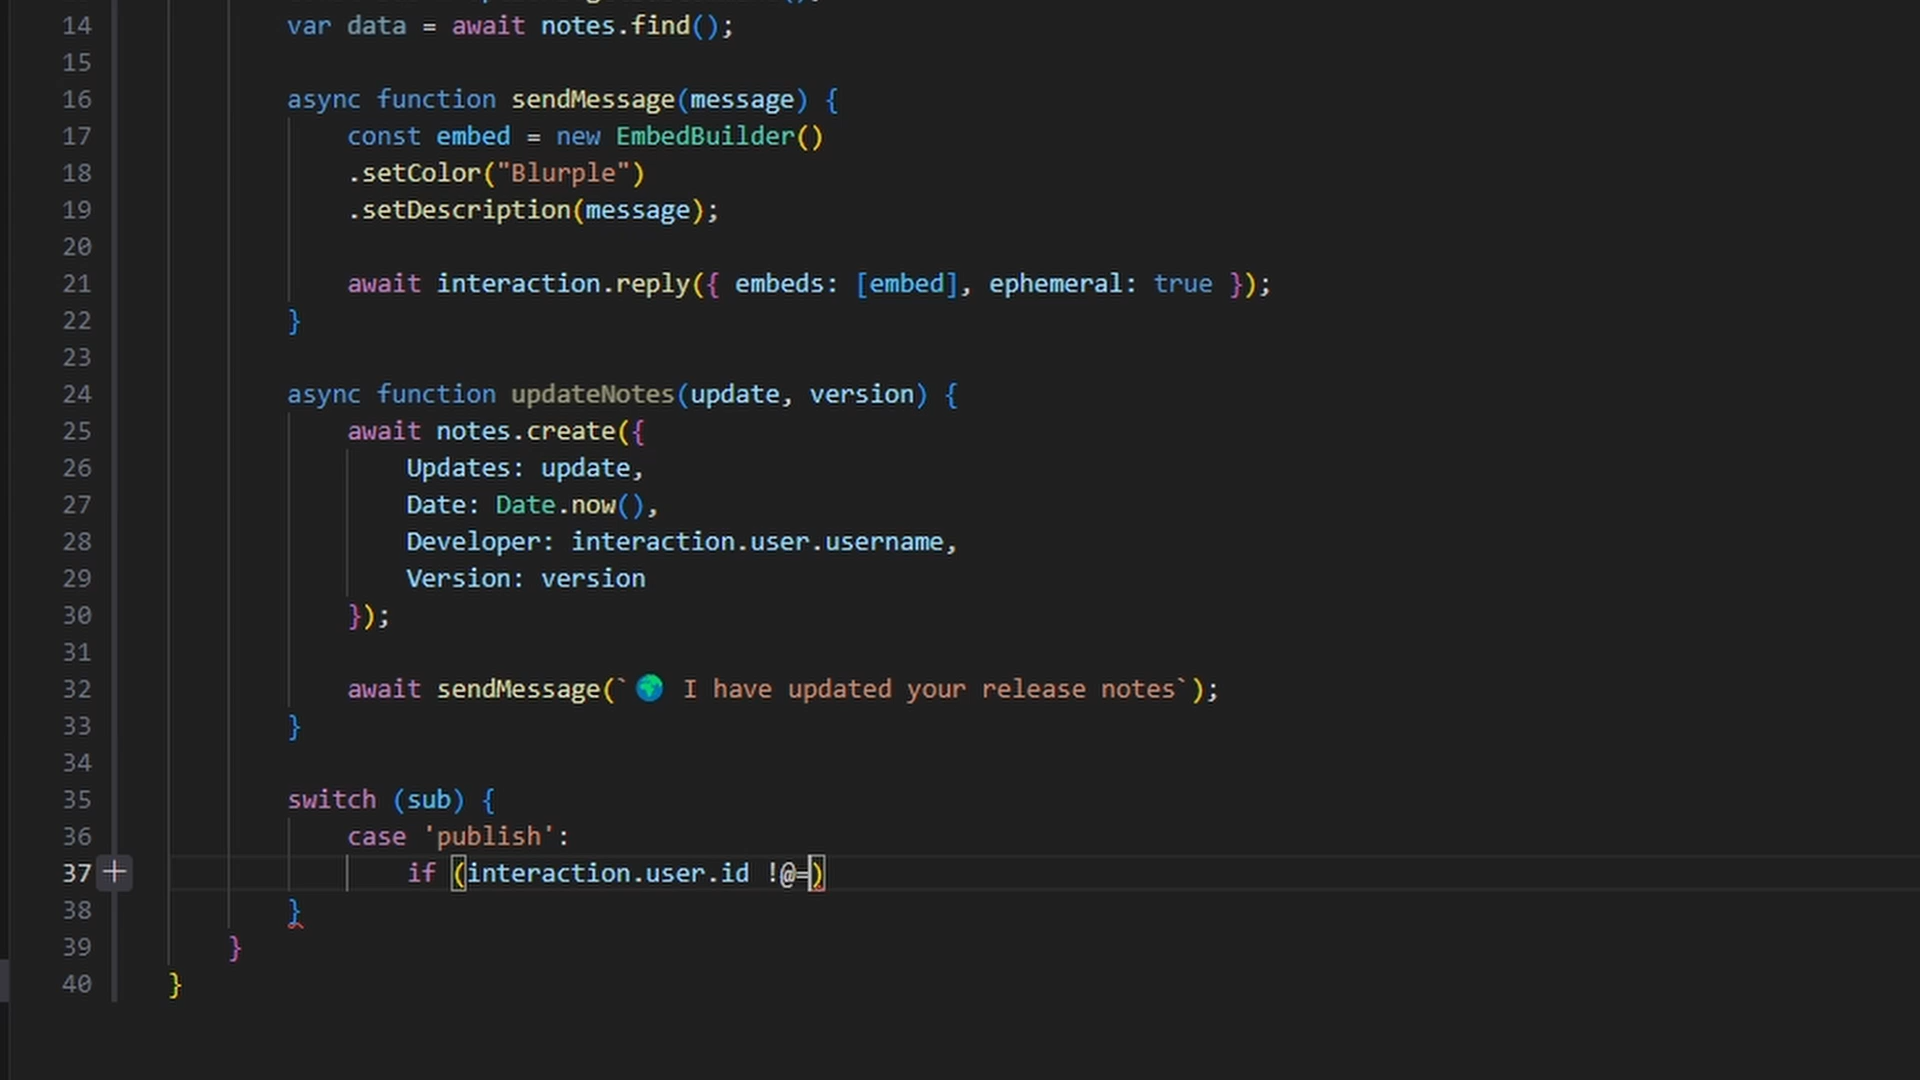 14 var data = await notes.find();
15
16 async function sendMessage(message) {
17 const embed = new EmbedBuilder()
18 .setColor("Blurple")
19 .setDescription(message);
20
21 await interaction.reply({ embeds: [embed], ephemeral: true });
22 }
23
24 async function updateNotes(update, version) {
25 await notes.create({
26 Updates: update,
27 Date: Date.now(),
28 Developer: interaction.user.username,
29 Version: version
30 });
31
32 await sendMessage(`🌍 I have updated your release notes`);
33 }
34
35 switch (sub) {
36 case 'publish':
37 if (interaction.user.id !@=)
38 }
39 }
40 }